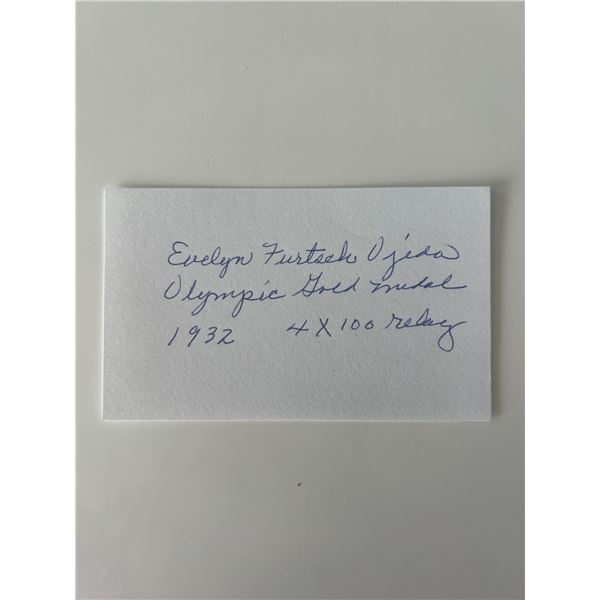 Evelyn Furtsch Ojeda
Olympic Gold medal
1932 4 X 100 relay